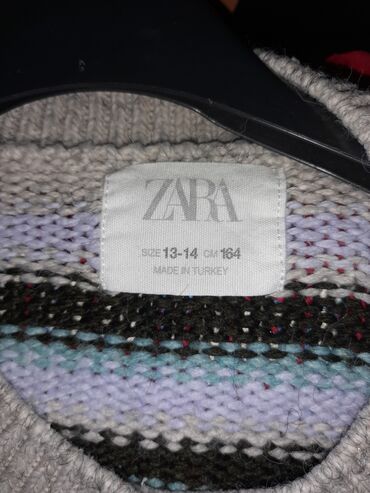 ZARA
SIZE 13-14 CM 164
MADE IN TURKEY